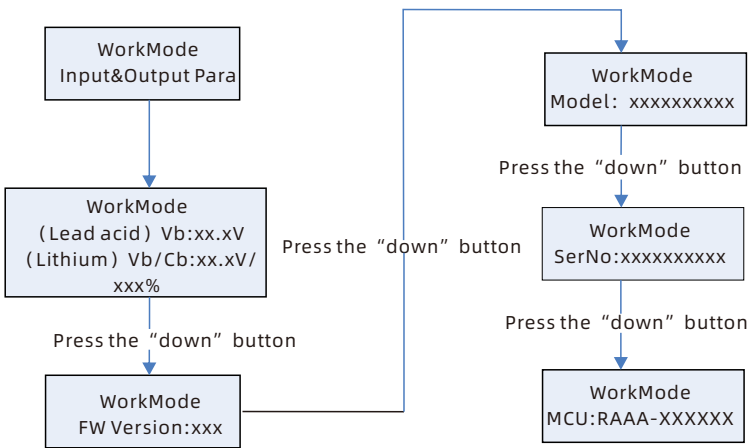 WorkMode
Input&Output Para
WorkMode
（Lead acid）Vb:xx.xV
（Lithium）Vb/Cb:xx.xV/
xxx%
Press the “down” button
WorkMode
FW Version:xxx
Press the “down” button
WorkMode
Model: xxxxxxxxxx
Press the “down” button
WorkMode
SerNo:xxxxxxxxxx
Press the “down” button
WorkMode
MCU:RAAA-XXXXXX